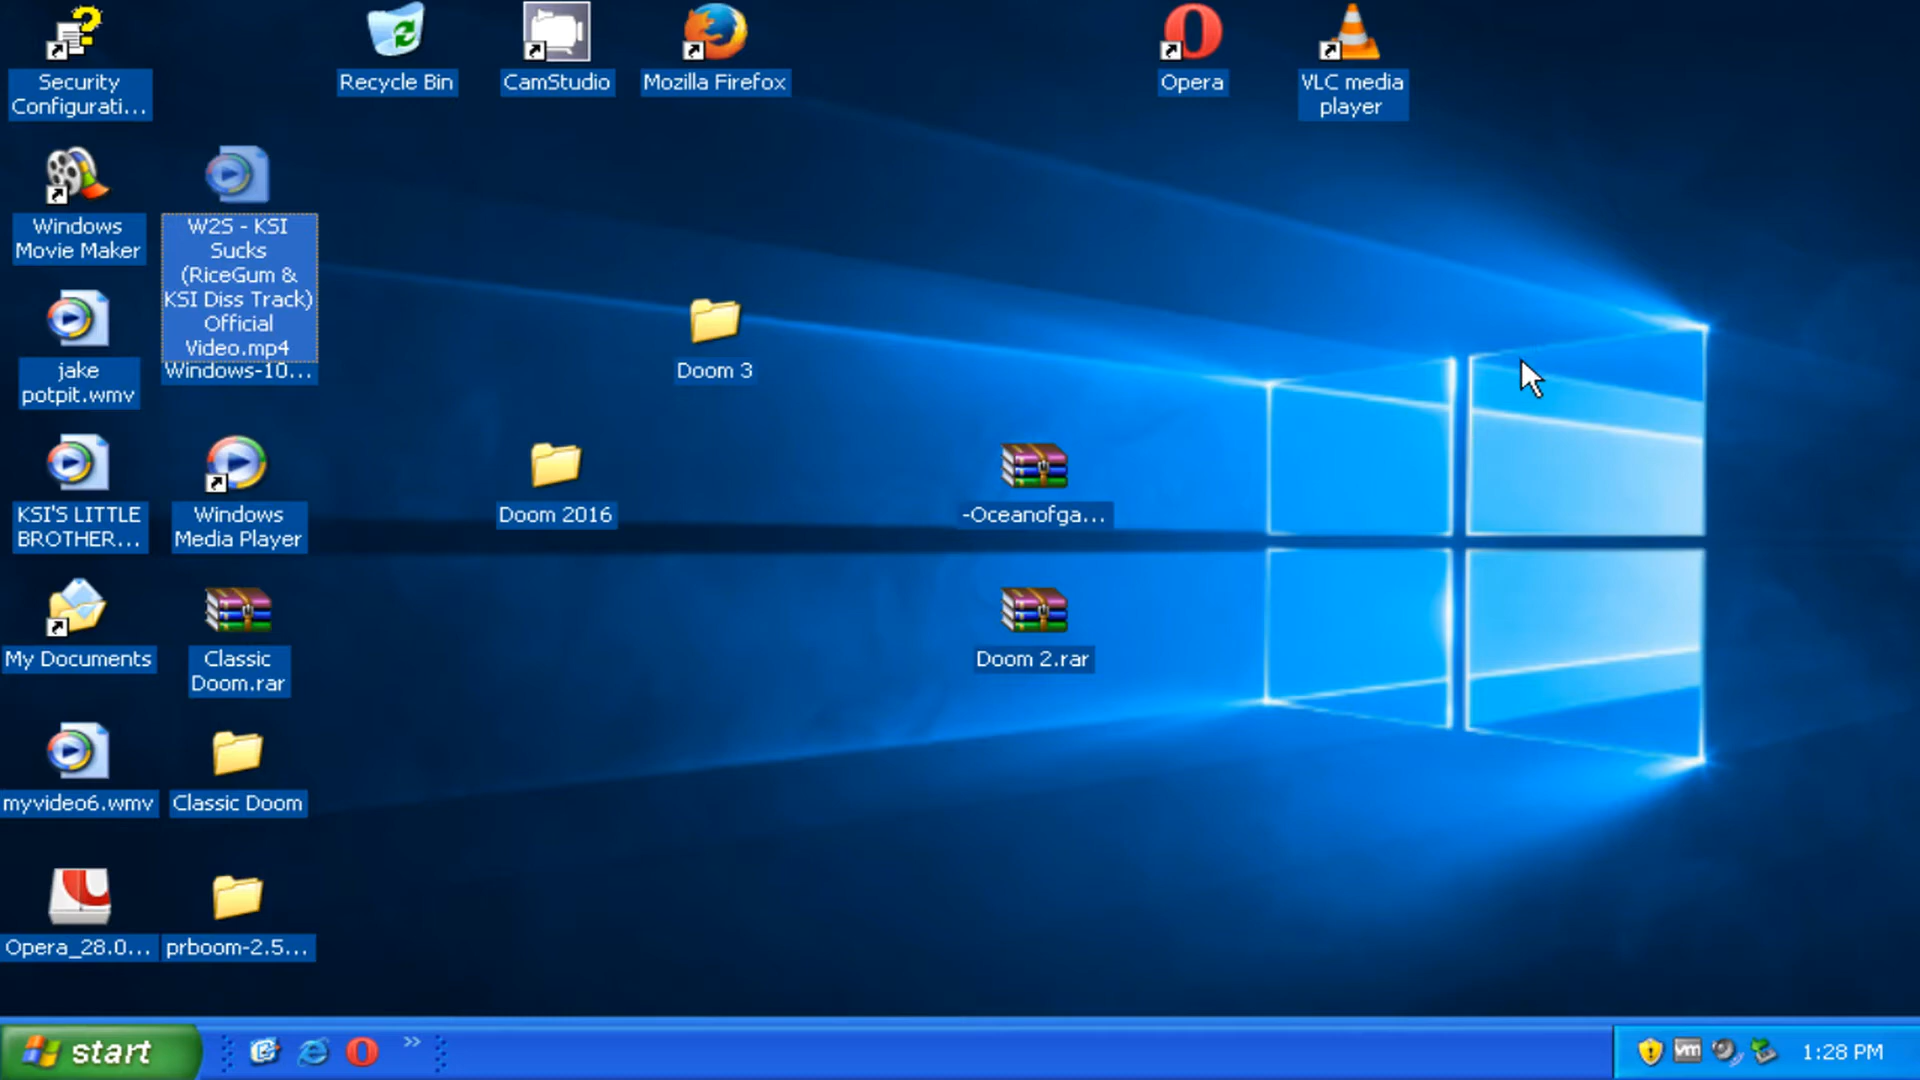 Security
Configurati...
Recycle Bin
CamStudio
Mozilla Firefox
Opera
VLC media
player
Windows
Movie Maker
W2S - KSI
Sucks
(RiceGum &
KSI Diss Track)
Official
Video.mp4
Windows-10...
jake
potpit.wmv
Doom 3
KSI'S LITTLE
BROTHER...
Windows
Media Player
Doom 2016
-Oceanofga...
My Documents
Classic
Doom.rar
Doom 2.rar
myvideo6.wmv
Classic Doom
Opera_28.0...
prboom-2.5...
start
vm
1:28 PM